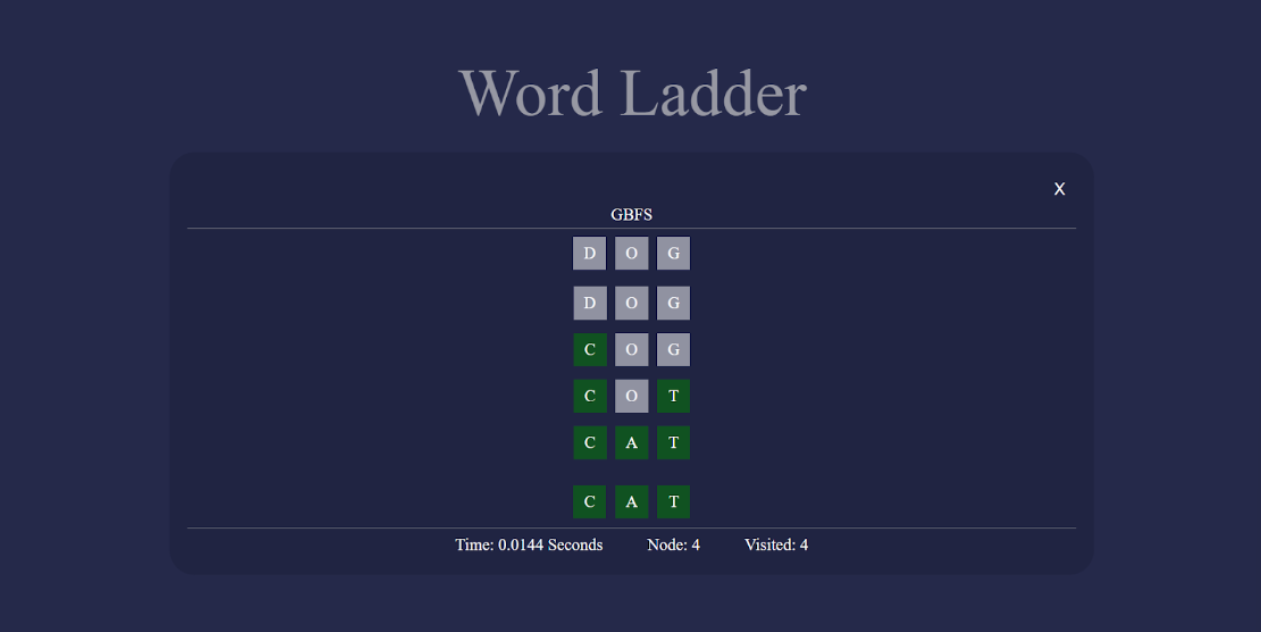 Word Ladder
X
GBFS
D O G
D O G
C O G
C O T
C A T
C A T
Time: 0.0144 Seconds Node: 4 Visited: 4